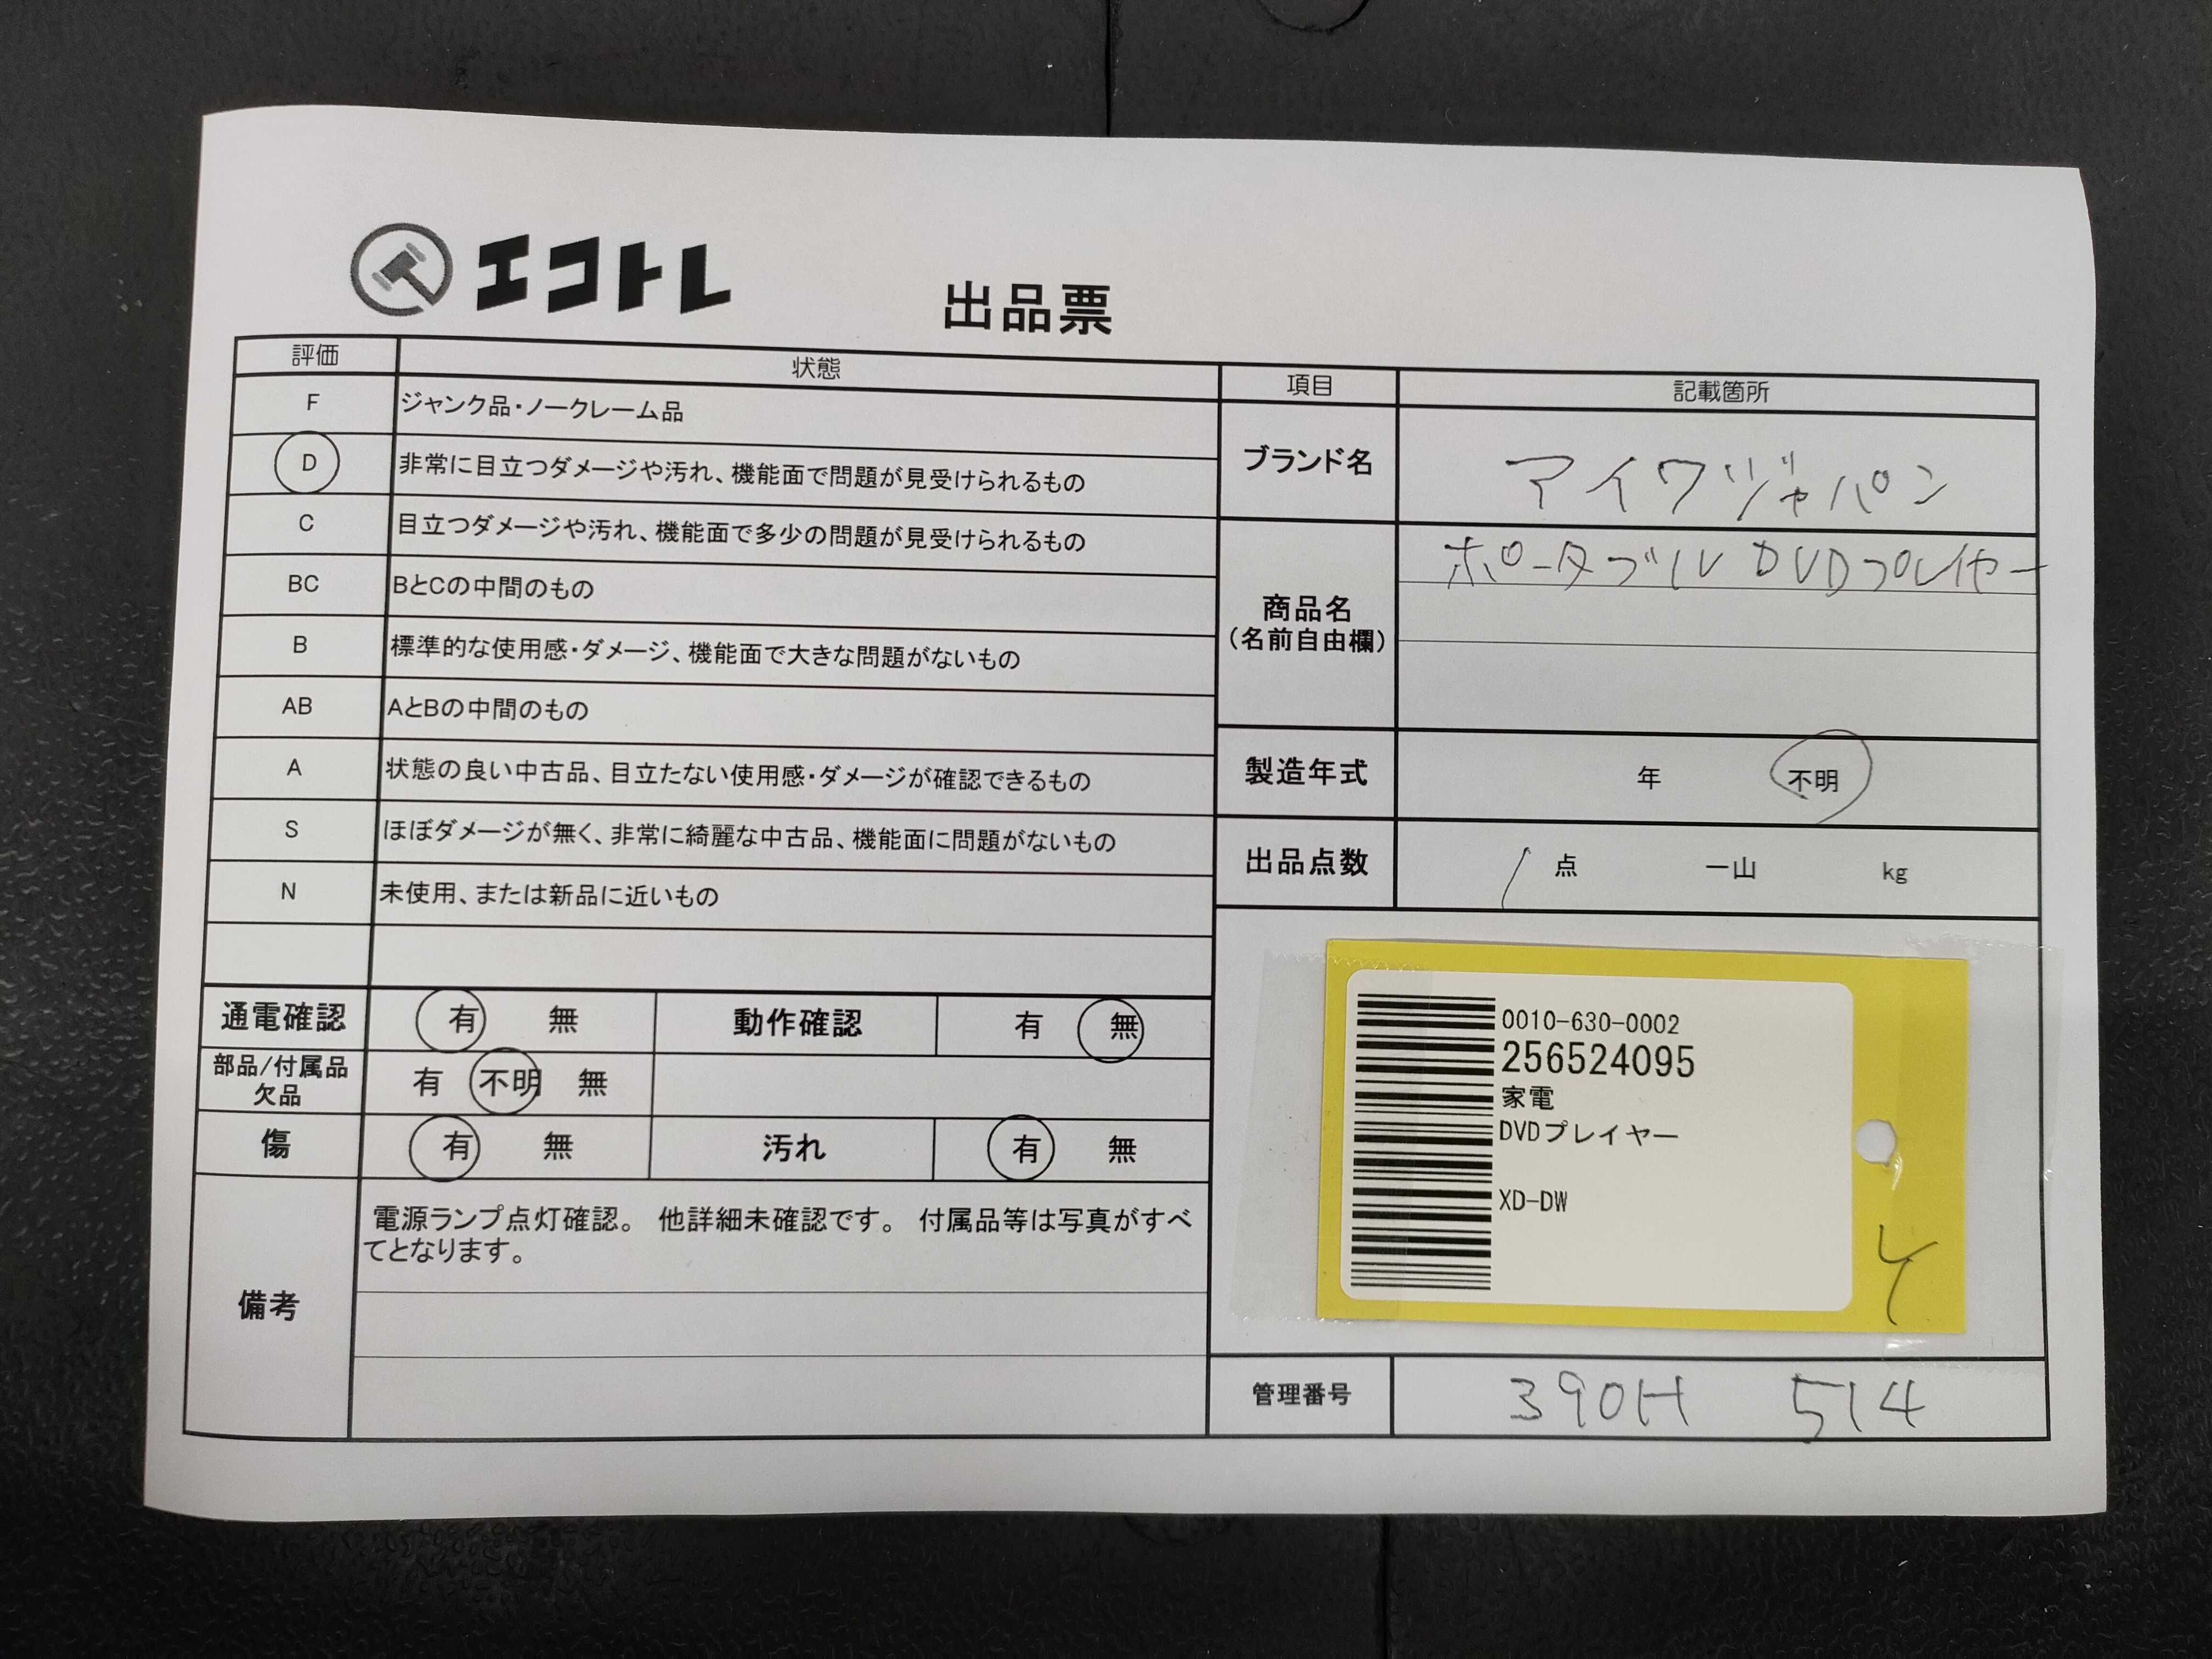 エコトレ
出品票
評価 状態
F ジャンク品・ノークレーム品
D 非常に目立つダメージや汚れ、機能面で問題が見受けられるもの
C 目立つダメージや汚れ、機能面で多少の問題が見受けられるもの
BC BとCの中間のもの
B 標準的な使用感・ダメージ、機能面で大きな問題がないもの
AB AとBの中間のもの
A 状態の良い中古品、目立たない使用感・ダメージが確認できるもの
S ほぼダメージが無く、非常に綺麗な中古品、機能面に問題がないもの
N 未使用、または新品に近いもの
通電確認 有 無 動作確認 有 無
部品/付属品
欠品 有 不明 無
傷 有 無 汚れ 有 無
備考
電源ランプ点灯確認。 他詳細未確認です。 付属品等は写真がすべ
てとなります。
項目 記載箇所
ブランド名 アイワジャパン
商品名
(名前自由欄)
ポータブル DVDプレイヤー
製造年式 年 不明
出品点数 1 点 一山 kg
0010-630-0002
256524095
家電
DVDプレイヤー
XD-DW
管理番号 390H 514